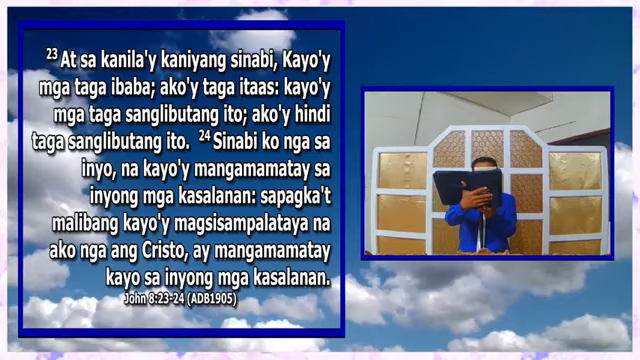 23 At sa kanila'y kaniyang sinabi, Kayo'y
mga taga ibaba; ako'y taga itaas: kayo'y
mga taga sanglibutang ito; ako'y hindi
taga sanglibutang ito. 24 Sinabi ko nga sa
inyo, na kayo'y mangamamatay sa
inyong mga kasalanan: sapagka't
malibang kayo'y magsisampalataya na
ako nga ang Cristo, ay mangamamatay
kayo sa inyong mga kasalanan.
John 8:23-24 (ADB1905)